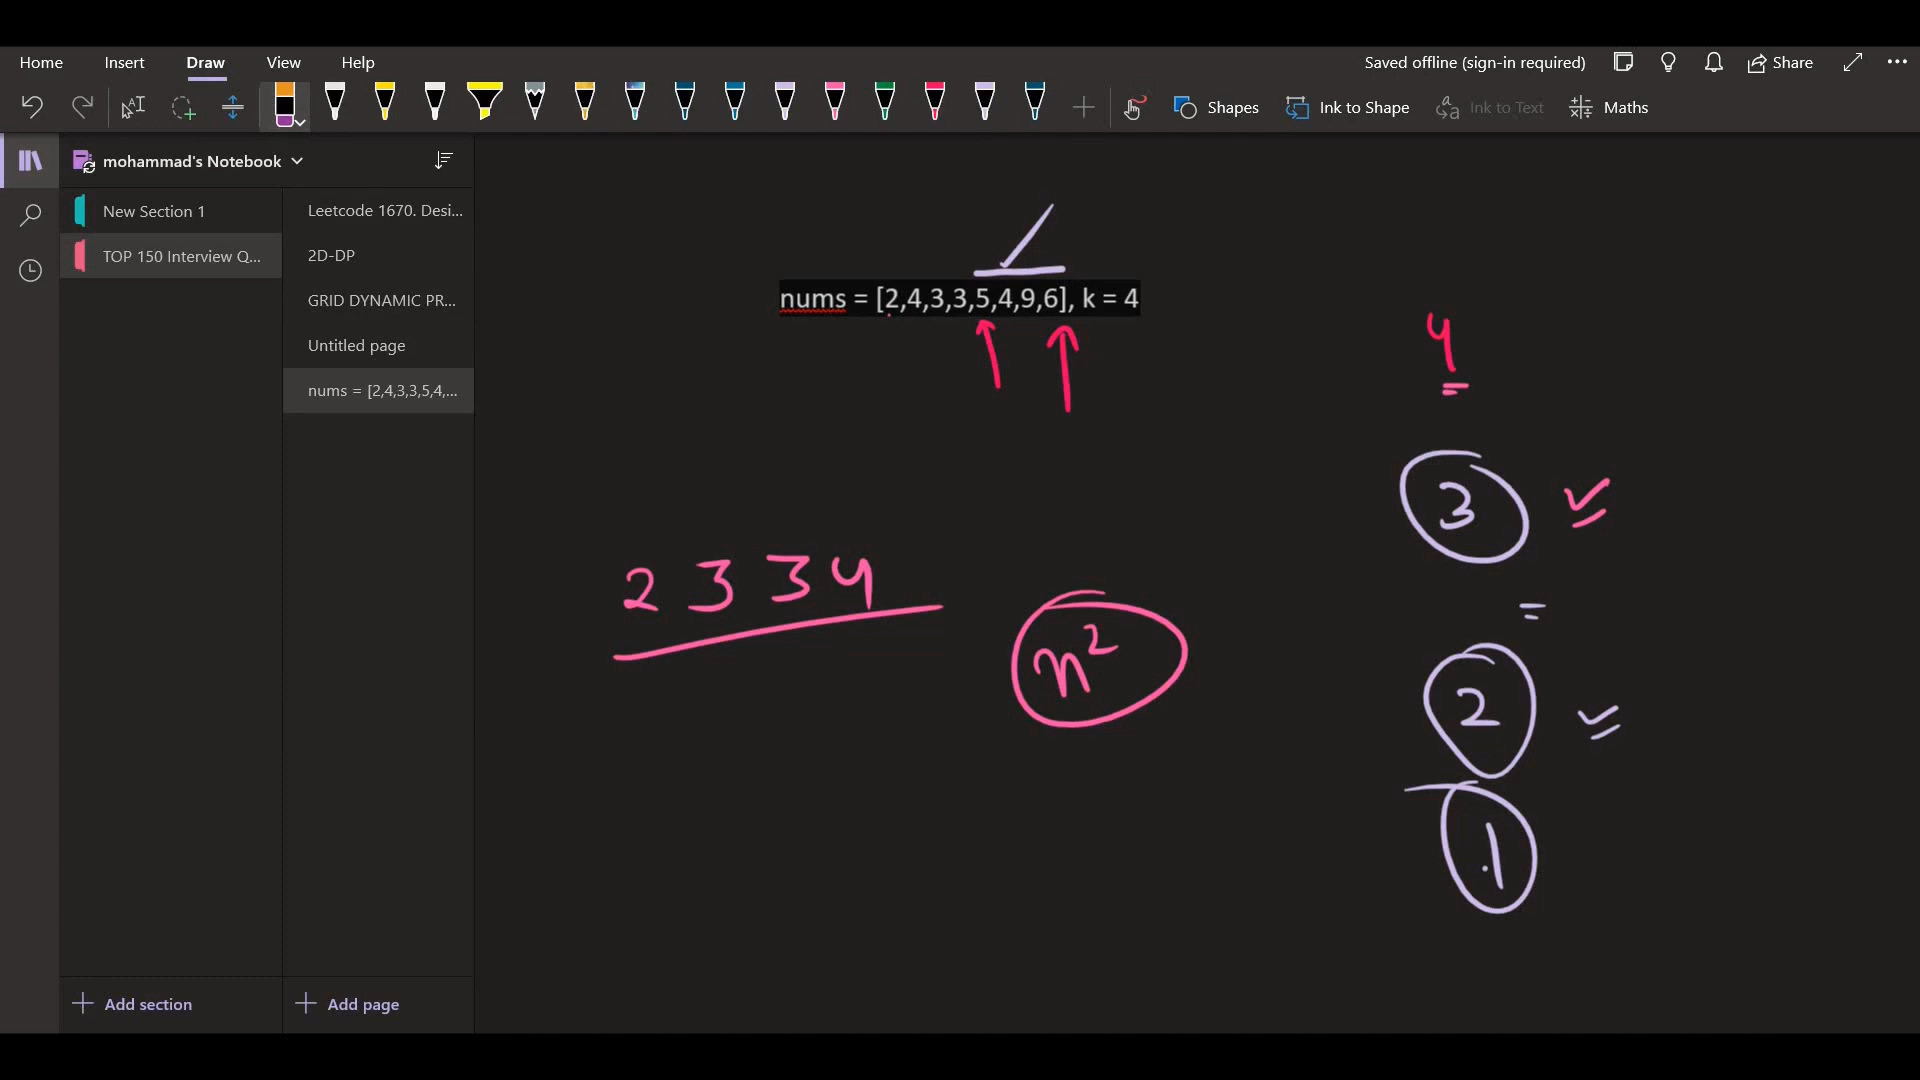 Home Insert Draw View Help
Saved offline (sign-in required) Share
Shapes Ink to Shape Ink to Text Maths
mohammad's Notebook
New Section 1
TOP 150 Interview Q...
Leetcode 1670. Desi...
2D-DP
GRID DYNAMIC PR...
Untitled page
nums = [2,4,3,3,5,4,...
nums = [2,4,3,3,5,4,9,6], k = 4
4
3
2 3 3 4
n²
2
1
Add section
Add page